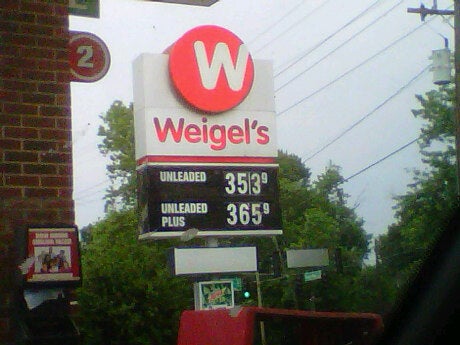 2
W
Weigel's
UNLEADED 353⁹
UNLEADED PLUS 365⁹